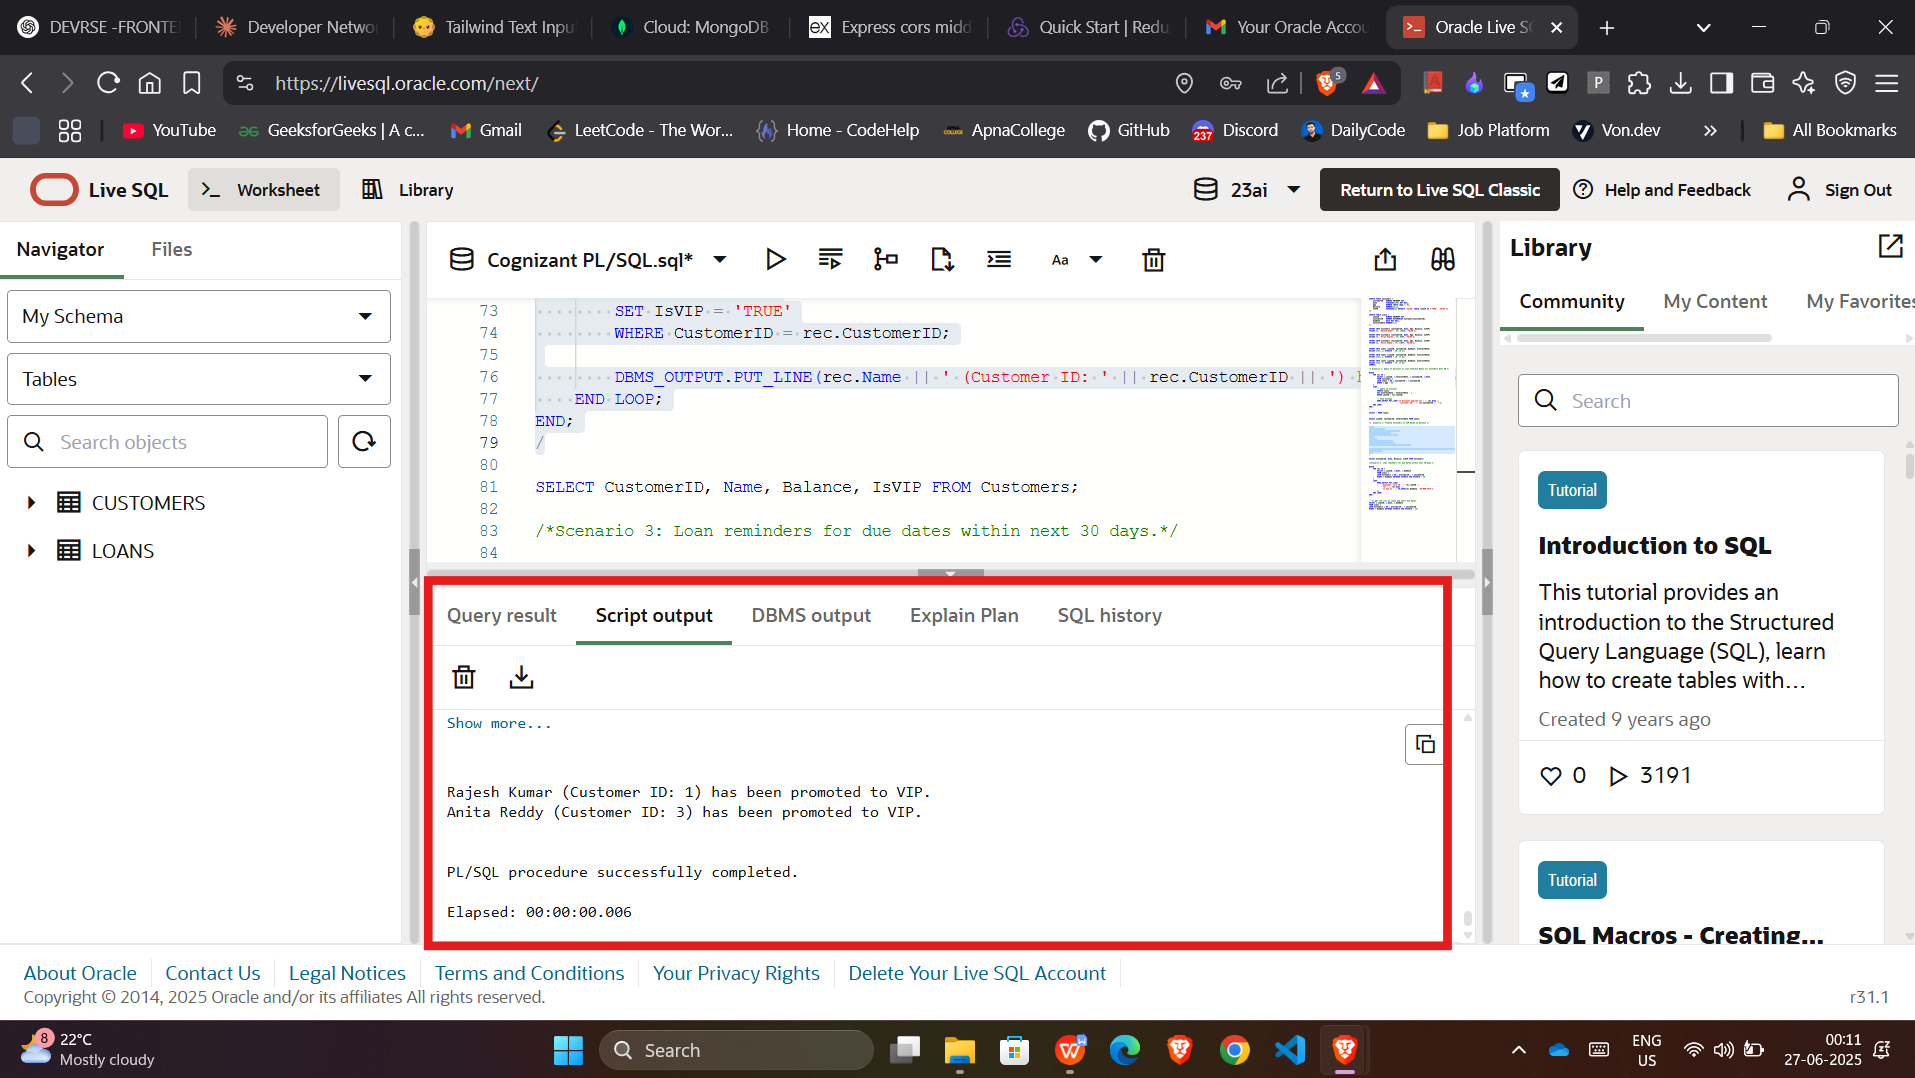 DEVRSE -FRONTE
Developer Netwo
Tailwind Text Inpu
Cloud: MongoDB
Express cors midd
Quick Start | Redu
Your Oracle Accou
Oracle Live S
https://livesql.oracle.com/next/
5
YouTube
GeeksforGeeks | A c...
Gmail
LeetCode - The Wor...
Home - CodeHelp
ApnaCollege
GitHub
237
Discord
DailyCode
Job Platform
Von.dev
All Bookmarks
Live SQL
Worksheet
Library
23ai
Return to Live SQL Classic
Help and Feedback
Sign Out
Navigator
Files
My Schema
Tables
Search objects
CUSTOMERS
LOANS
Cognizant PL/SQL.sql*
Aa
73 SET IsVIP = 'TRUE'
74 WHERE CustomerID = rec.CustomerID;
75
76 DBMS_OUTPUT.PUT_LINE(rec.Name || ' (Customer ID: ' || rec.CustomerID || ')
77 END LOOP;
78 END;
79 /
80
81 SELECT CustomerID, Name, Balance, IsVIP FROM Customers;
82
83 /*Scenario 3: Loan reminders for due dates within next 30 days.*/
84
Query result
Script output
DBMS output
Explain Plan
SQL history
Show more...
Rajesh Kumar (Customer ID: 1) has been promoted to VIP.
Anita Reddy (Customer ID: 3) has been promoted to VIP.
PL/SQL procedure successfully completed.
Elapsed: 00:00:00.006
Library
Community
My Content
My Favorites
Search
Tutorial
Introduction to SQL
This tutorial provides an
introduction to the Structured
Query Language (SQL), learn
how to create tables with...
Created 9 years ago
0
3191
Tutorial
SQL Macros - Creating...
About Oracle
Contact Us
Legal Notices
Terms and Conditions
Your Privacy Rights
Delete Your Live SQL Account
Copyright © 2014, 2025 Oracle and/or its affiliates All rights reserved.
r31.1
8
22°C
Mostly cloudy
Search
ENG
US
00:11
27-06-2025